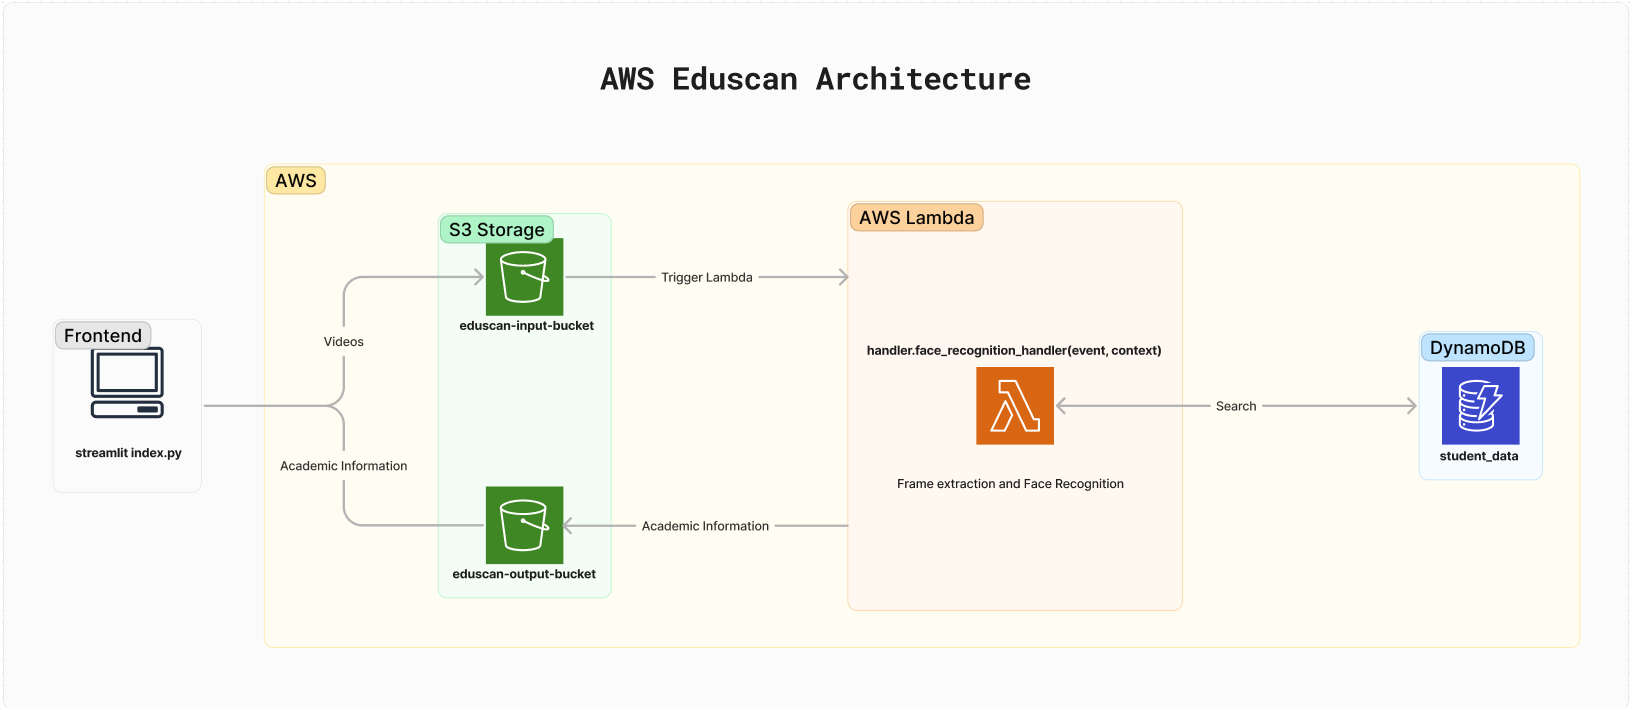 AWS Eduscan Architecture
AWS
S3 Storage
AWS Lambda
Trigger Lambda
eduscan-input-bucket
Frontend
Videos
handler.face_recognition_handler(event, context)
DynamoDB
Search
streamlit index.py
student_data
Academic Information
Frame extraction and Face Recognition
Academic Information
eduscan-output-bucket